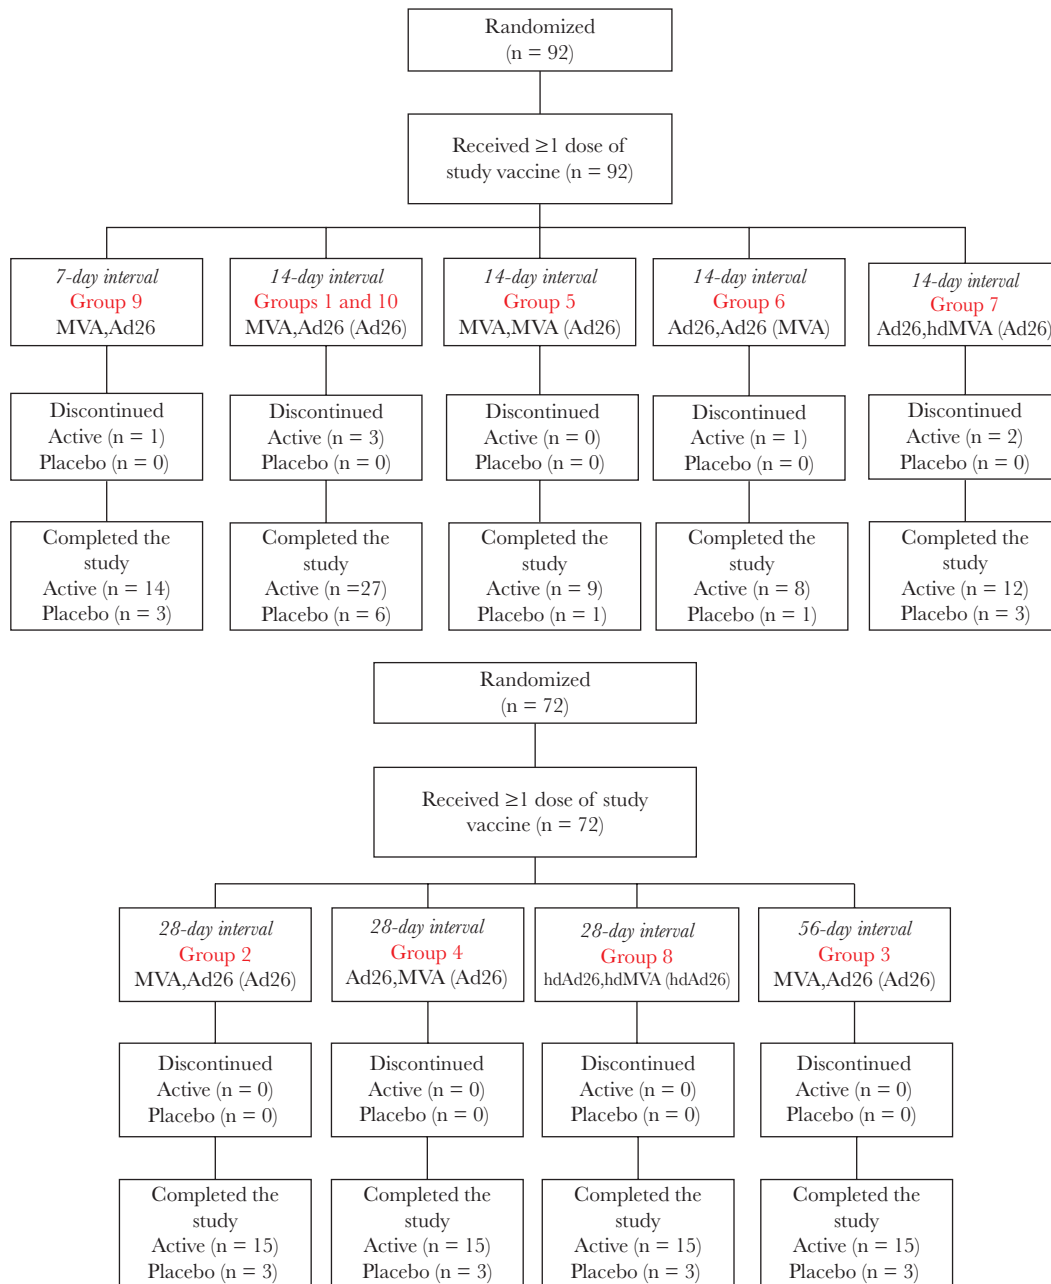 Randomized
(n = 92)
Received ≥1 dose of
study vaccine (n = 92)
7-day interval
Group 9
MVA,Ad26
14-day interval
Groups 1 and 10
MVA,Ad26 (Ad26)
14-day interval
Group 5
MVA,MVA (Ad26)
14-day interval
Group 6
Ad26,Ad26 (MVA)
14-day interval
Group 7
Ad26,hdMVA (Ad26)
Discontinued
Active (n = 1)
Placebo (n = 0)
Discontinued
Active (n = 3)
Placebo (n = 0)
Discontinued
Active (n = 0)
Placebo (n = 0)
Discontinued
Active (n = 1)
Placebo (n = 0)
Discontinued
Active (n = 2)
Placebo (n = 0)
Completed the
study
Active (n = 14)
Placebo (n = 3)
Completed the
study
Active (n =27)
Placebo (n = 6)
Completed the
study
Active (n = 9)
Placebo (n = 1)
Completed the
study
Active (n = 8)
Placebo (n = 1)
Completed the
study
Active (n = 12)
Placebo (n = 3)
Randomized
(n = 72)
Received ≥1 dose of study
vaccine (n = 72)
28-day interval
Group 2
MVA,Ad26 (Ad26)
28-day interval
Group 4
Ad26,MVA (Ad26)
28-day interval
Group 8
hdAd26,hdMVA (hdAd26)
56-day interval
Group 3
MVA,Ad26 (Ad26)
Discontinued
Active (n = 0)
Placebo (n = 0)
Discontinued
Active (n = 0)
Placebo (n = 0)
Discontinued
Active (n = 0)
Placebo (n = 0)
Discontinued
Active (n = 0)
Placebo (n = 0)
Completed the
study
Active (n = 15)
Placebo (n = 3)
Completed the
study
Active (n = 15)
Placebo (n = 3)
Completed the
study
Active (n = 15)
Placebo (n = 3)
Completed the
study
Active (n = 15)
Placebo (n = 3)